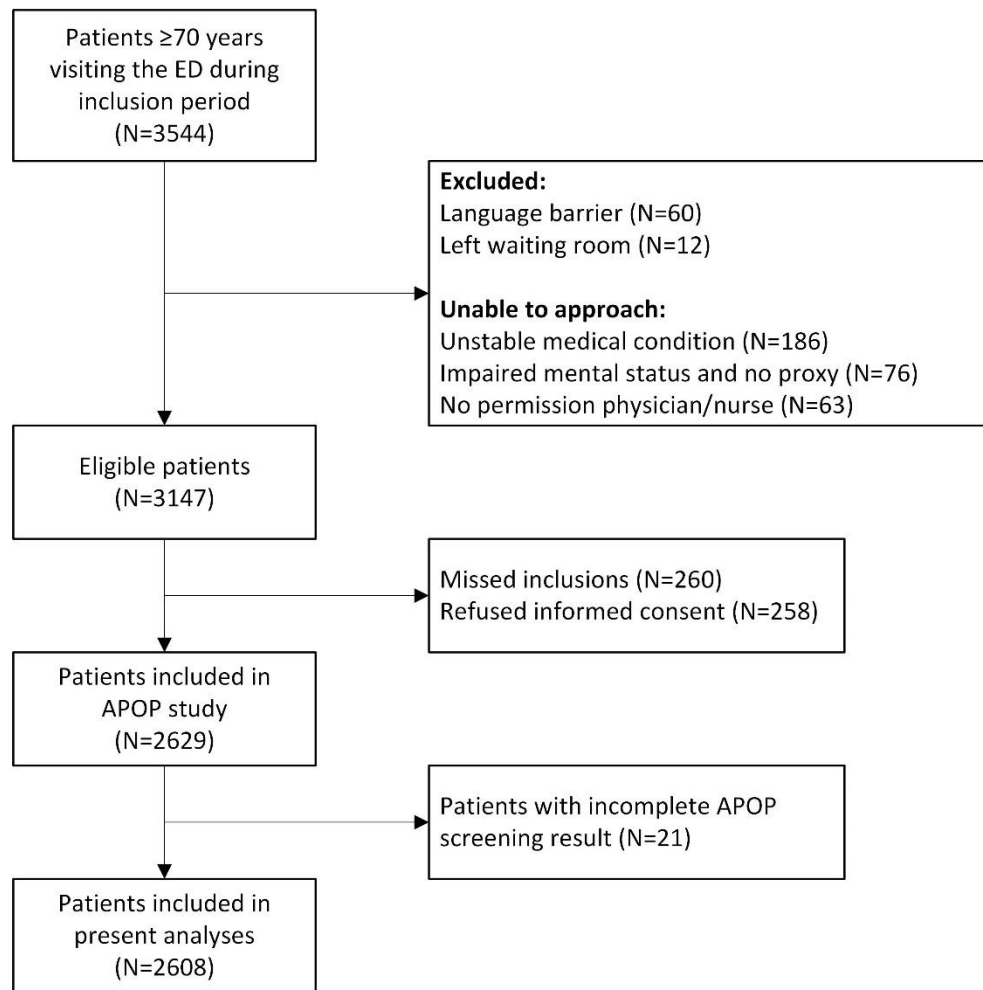 Patients ≥70 years
visiting the ED during
inclusion period
(N=3544)
Excluded:
Language barrier (N=60)
Left waiting room (N=12)
Unable to approach:
Unstable medical condition (N=186)
Impaired mental status and no proxy (N=76)
No permission physician/nurse (N=63)
Eligible patients
(N=3147)
Missed inclusions (N=260)
Refused informed consent (N=258)
Patients included in
APOP study
(N=2629)
Patients with incomplete APOP
screening result (N=21)
Patients included in
present analyses
(N=2608)